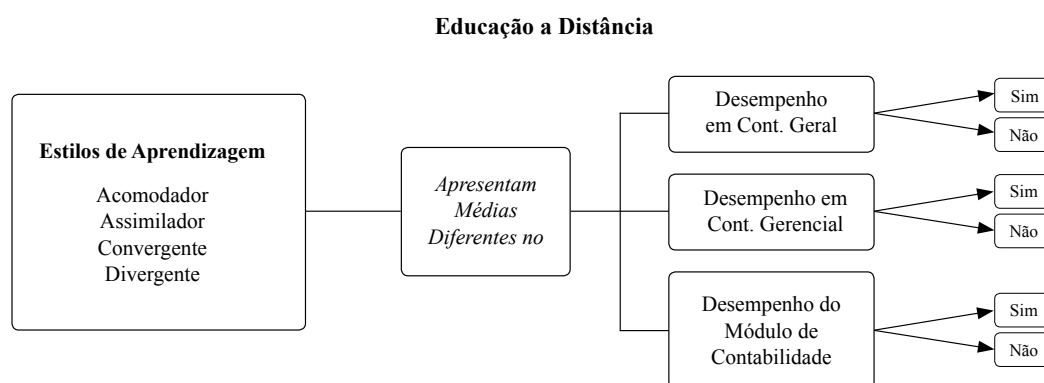 Educação a Distância
Estilos de Aprendizagem
Acomodador
Assimilador
Convergente
Divergente
Apresentam
Médias
Diferentes no
Desempenho
em Cont. Geral
Sim
Não
Desempenho em
Cont. Gerencial
Sim
Não
Desempenho do
Módulo de
Contabilidade
Sim
Não